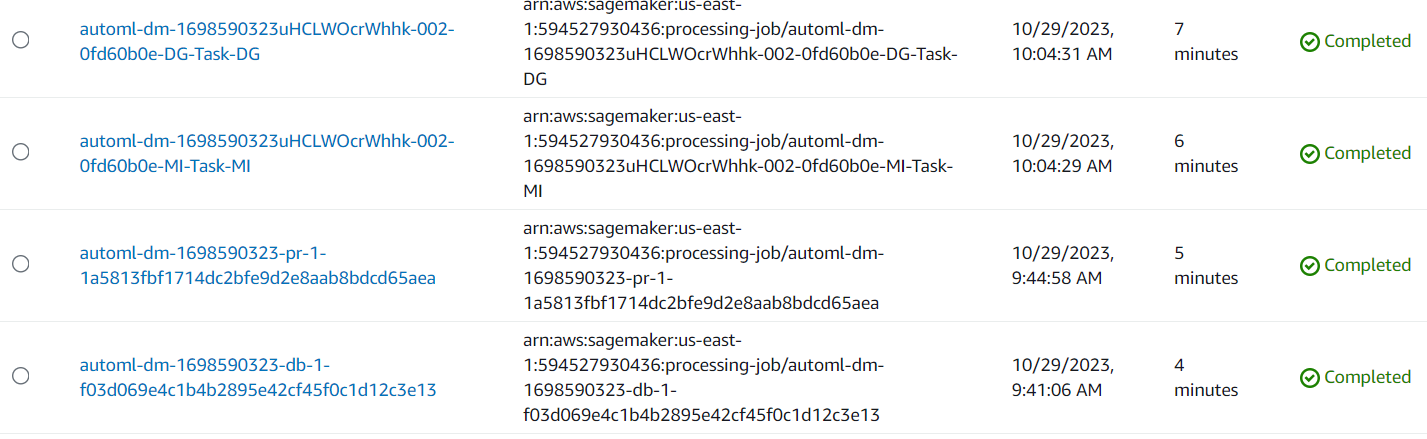 arn:aws:sagemaker:us-east-
automl-dm-1698590323uHCLWOcrWhhk-002-
0fd60b0e-DG-Task-DG
1:594527930436:processing-job/automl-dm-
1698590323uHCLWOcrWhhk-002-0fd60b0e-DG-Task-
DG
10/29/2023,
10:04:31 AM
7
minutes
Completed
automl-dm-1698590323uHCLWOcrWhhk-002-
0fd60b0e-MI-Task-MI
arn:aws:sagemaker:us-east-
1:594527930436:processing-job/automl-dm-
1698590323uHCLWOcrWhhk-002-0fd60b0e-MI-Task-
MI
10/29/2023,
10:04:29 AM
6
minutes
Completed
automl-dm-1698590323-pr-1-
1a5813fbf1714dc2bfe9d2e8aab8bdcd65aea
arn:aws:sagemaker:us-east-
1:594527930436:processing-job/automl-dm-
1698590323-pr-1-
1a5813fbf1714dc2bfe9d2e8aab8bdcd65aea
10/29/2023,
9:44:58 AM
5
minutes
Completed
automl-dm-1698590323-db-1-
f03d069e4c1b4b2895e42cf45f0c1d12c3e13
arn:aws:sagemaker:us-east-
1:594527930436:processing-job/automl-dm-
1698590323-db-1-
f03d069e4c1b4b2895e42cf45f0c1d12c3e13
10/29/2023,
9:41:06 AM
4
minutes
Completed